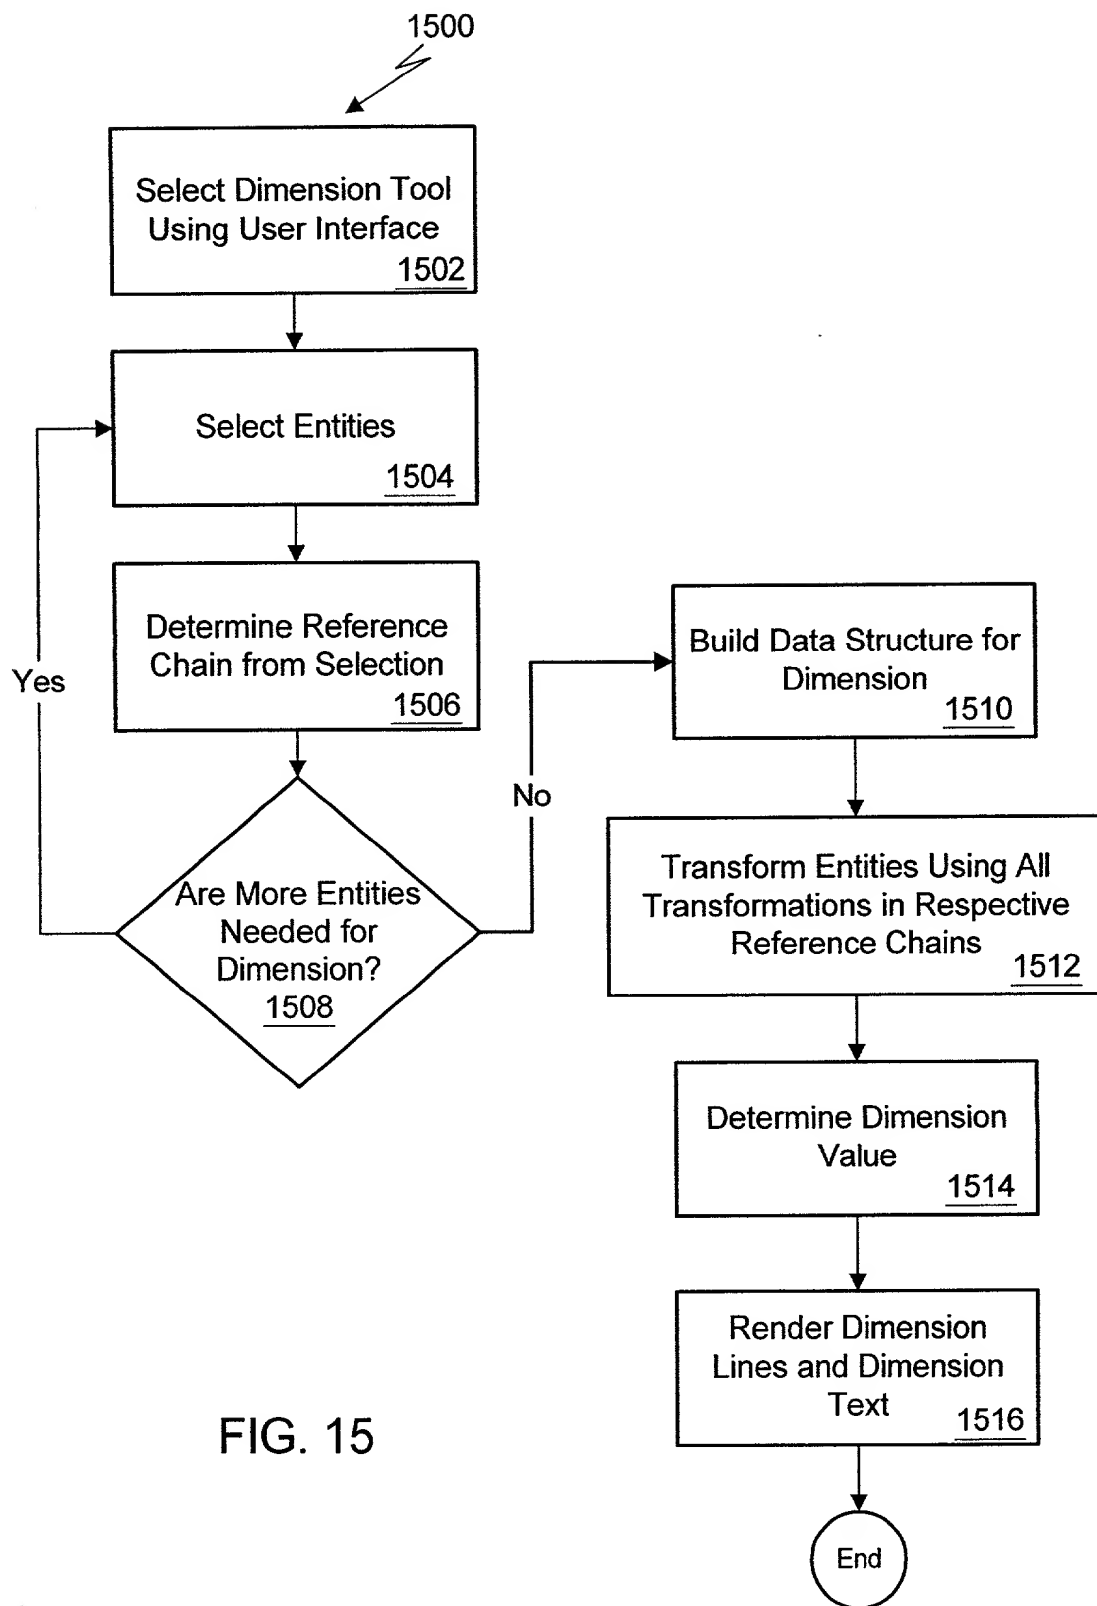 1500
Select Dimension Tool
Using User Interface
1502
Select Entities
1504
Determine Reference
Chain from Selection
1506
Yes
Are More Entities
Needed for
Dimension?
1508
No
Build Data Structure for
Dimension
1510
Transform Entities Using All
Transformations in Respective
Reference Chains
1512
Determine Dimension
Value
1514
Render Dimension
Lines and Dimension
Text
1516
End
FIG. 15